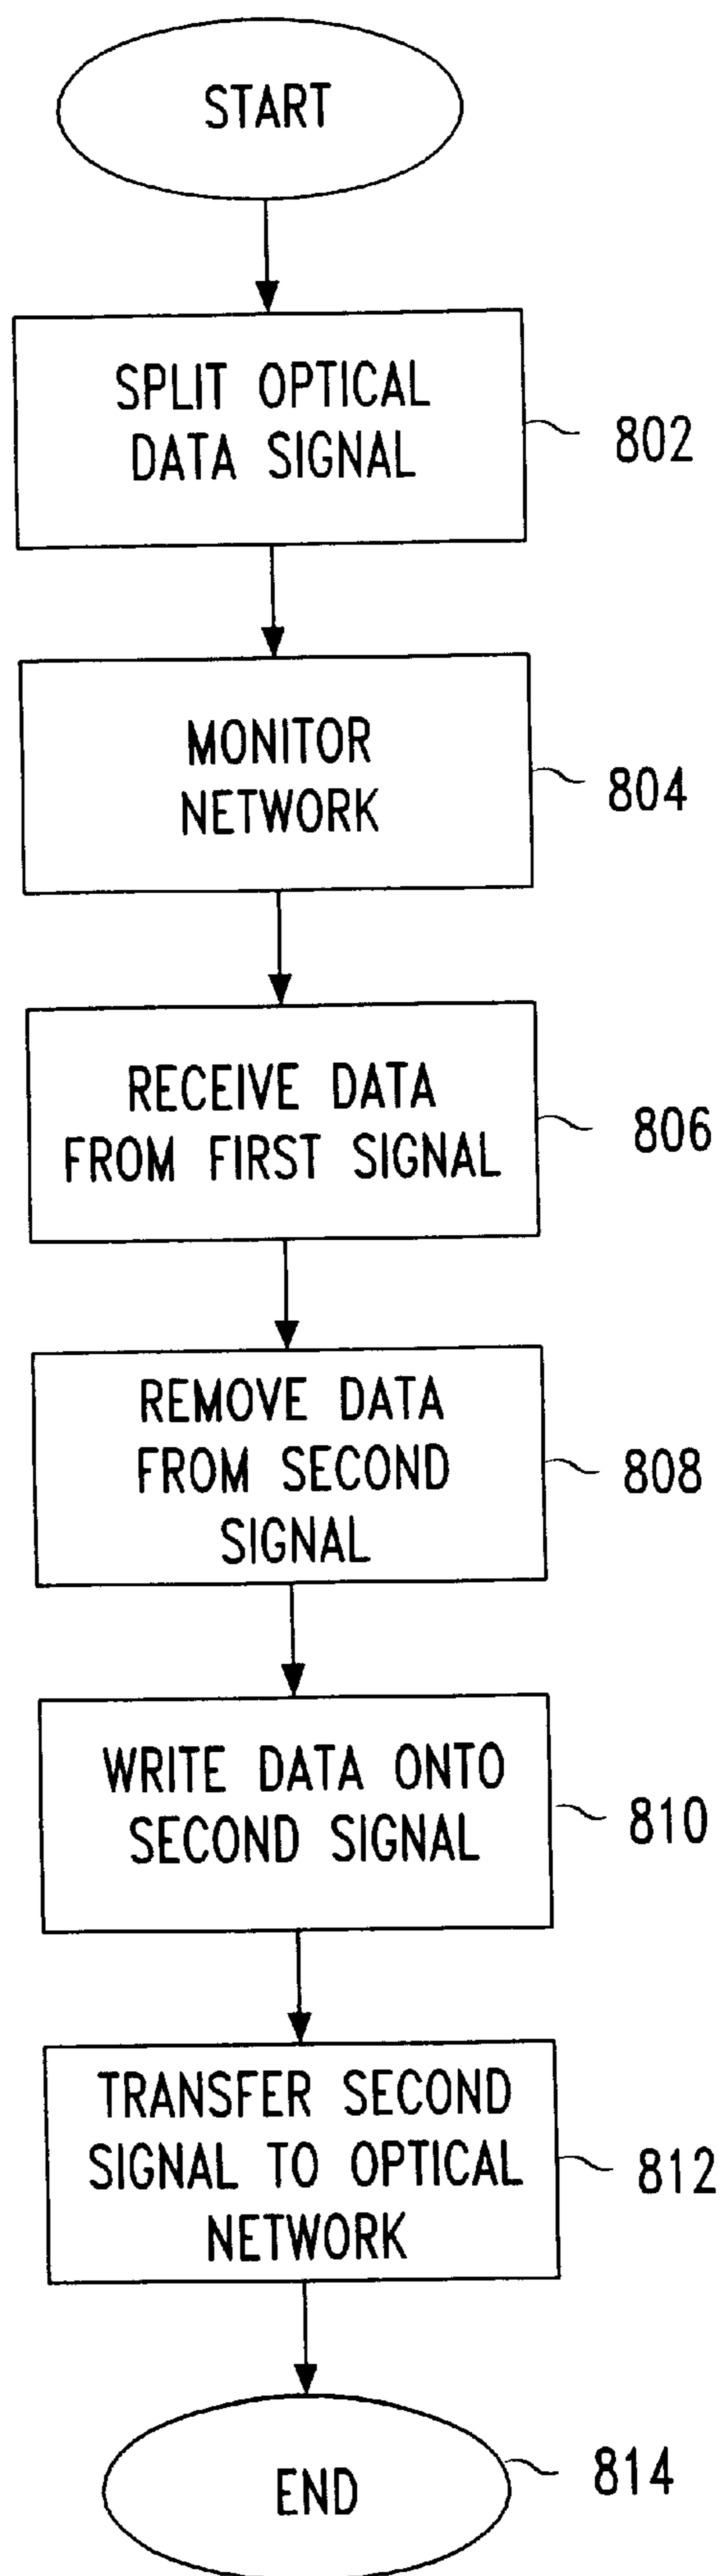 START
SPLIT OPTICAL
DATA SIGNAL
802
MONITOR
NETWORK
804
RECEIVE DATA
FROM FIRST SIGNAL
806
REMOVE DATA
FROM SECOND
SIGNAL
808
WRITE DATA ONTO
SECOND SIGNAL
810
TRANSFER SECOND
SIGNAL TO OPTICAL
NETWORK
812
END
814